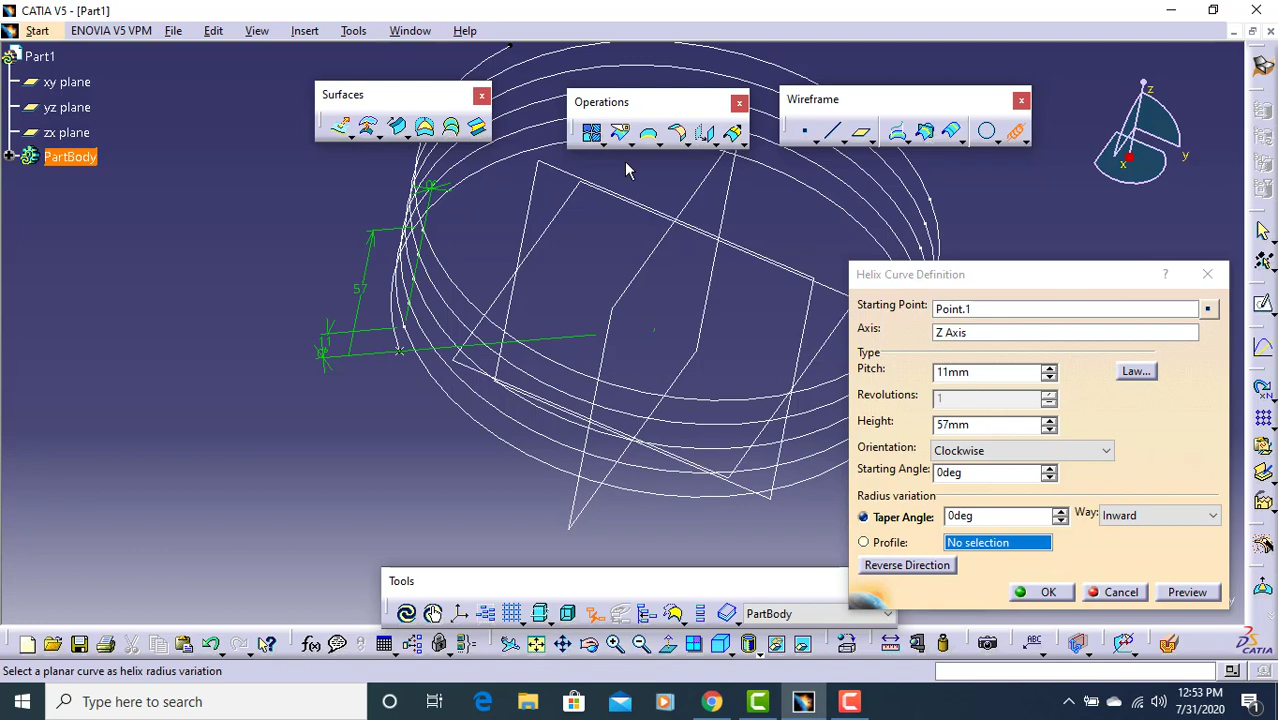 CATIA V5 - [Part1]
Start ENOVIA V5 VPM File Edit View Insert Tools Window Help
Part1
xy plane
yz plane
zx plane
PartBody
Surfaces
Operations
Wireframe
z
y
x
57
11
Helix Curve Definition
Starting Point: Point.1
Axis: Z Axis
Type
Pitch: 11mm Law...
Revolutions: 1
Height: 57mm
Orientation: Clockwise
Starting Angle: 0deg
Radius variation
Taper Angle: 0deg Way: Inward
Profile: No selection
Reverse Direction
OK Cancel Preview
Tools
PartBody
f(x)
ABC
CATIA
Select a planar curve as helix radius variation
Type here to search
12:53 PM
7/31/2020